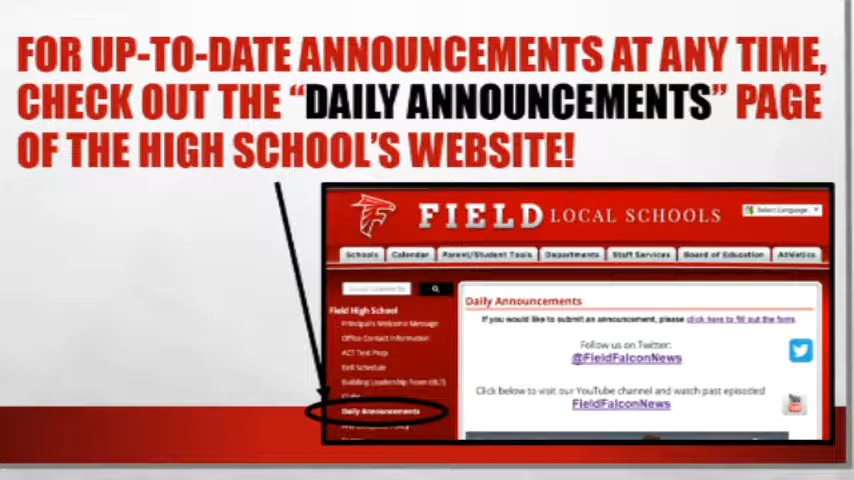 FOR UP-TO-DATE ANNOUNCEMENTS AT ANY TIME,
CHECK OUT THE “DAILY ANNOUNCEMENTS” PAGE
OF THE HIGH SCHOOL’S WEBSITE!
FIELD LOCAL SCHOOLS
Select Language
Schools Calendar Parent/Student Tools Departments Staff Services Board of Education Athletics
Field High School
Principal's Welcome Message
Office Contact Information
ACT Test Prep
Bell Schedule
Building Leadership Team (BLT)
Clubs
Daily Announcements
Daily Announcements
If you would like to submit an announcement, please click here to fill out the form.
Follow us on Twitter:
@FieldFalconNews
Click below to visit our YouTube channel and watch past episodes!
FieldFalconNews